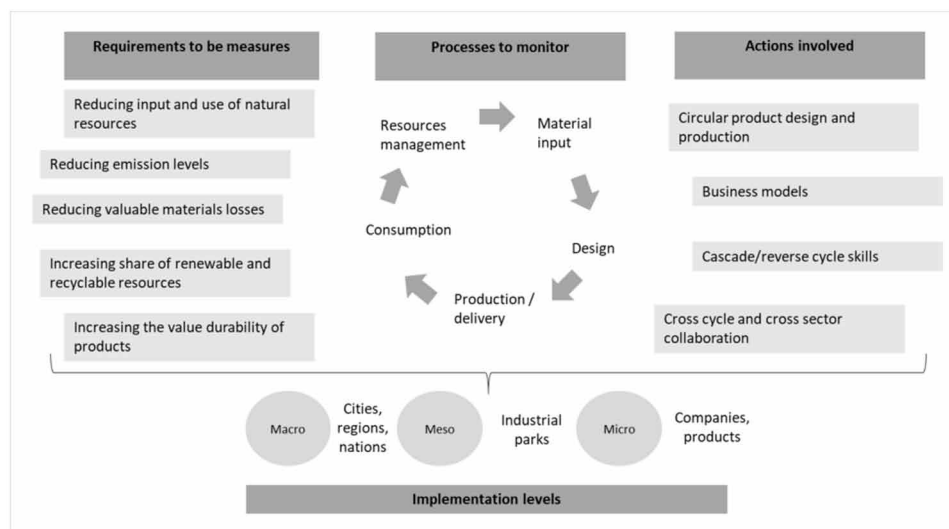 Requirements to be measures
Reducing input and use of natural
resources
Reducing emission levels
Reducing valuable materials losses
Increasing share of renewable and
recyclable resources
Increasing the value durability of
products
Processes to monitor
Resources
management
Material
input
Design
Production /
delivery
Consumption
Actions involved
Circular product design and
production
Business models
Cascade/reverse cycle skills
Cross cycle and cross sector
collaboration
Macro
Cities,
regions,
nations
Meso
Industrial
parks
Micro
Companies,
products
Implementation levels